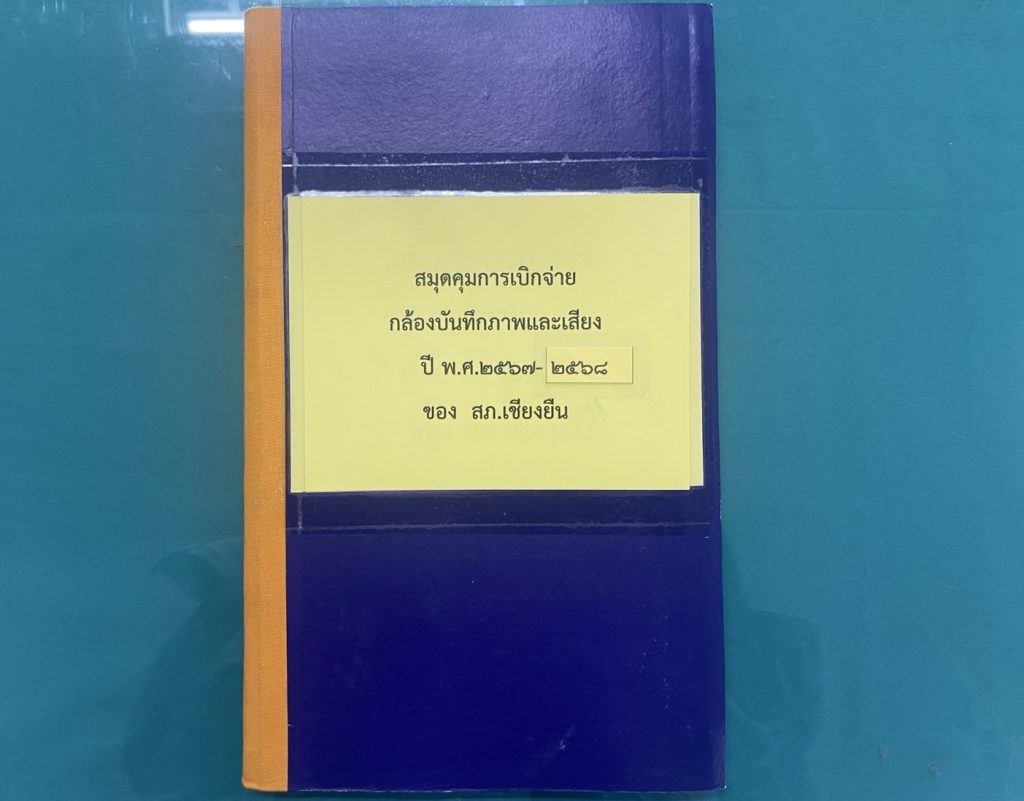 สมุดคุมการเบิกจ่าย
กล้องบันทึกภาพและเสียง
ปี พ.ศ.๒๕๖๗- ๒๕๖๘
ของ สภ.เชียงยืน